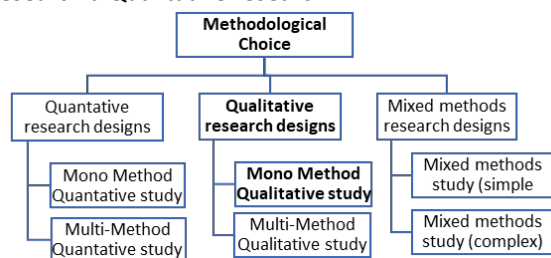 Methodological
Choice
Quantative
research designs
Qualitative
research designs
Mixed methods
research designs
Mono Method
Quantative study
Multi-Method
Quantative study
Mono Method
Qualitative study
Multi-Method
Qualitative study
Mixed methods
study (simple
Mixed methods
study (complex)